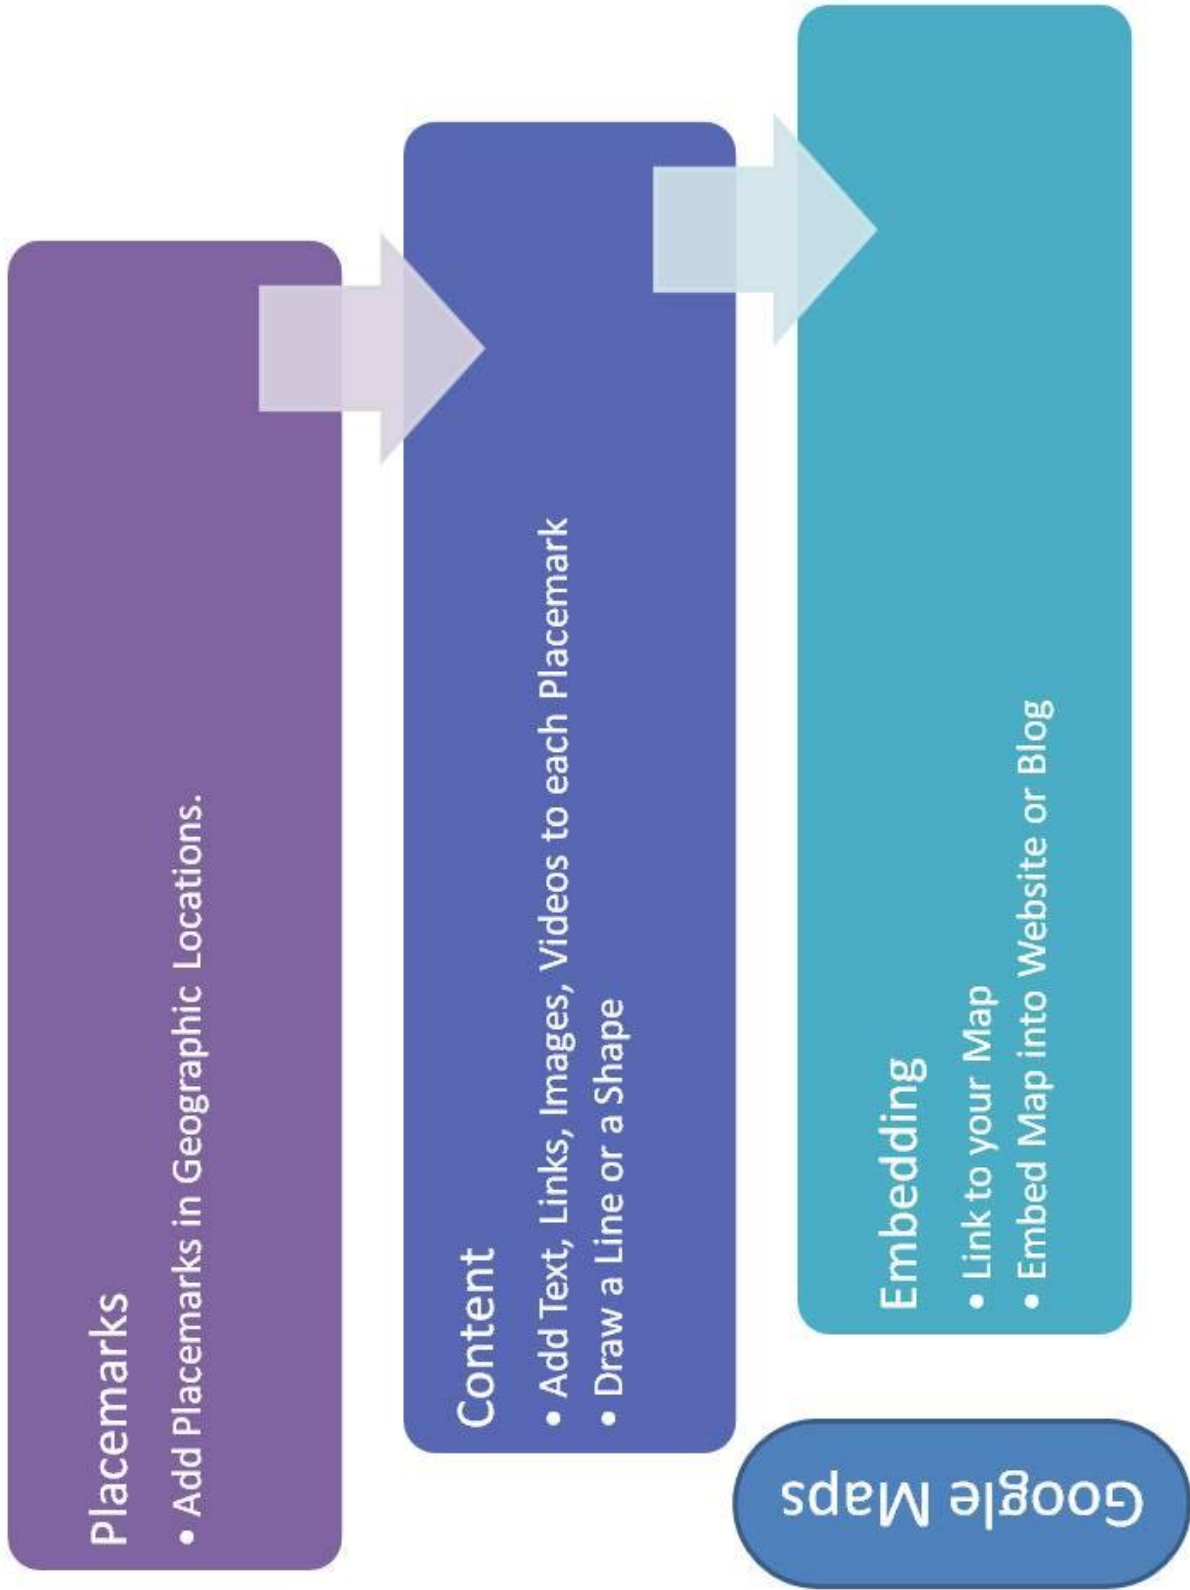 Placemarks
• Add Placemarks in Geographic Locations.
Content
• Add Text, Links, Images, Videos to each Placemark
• Draw a Line or a Shape
Embedding
• Link to your Map
• Embed Map into Website or Blog
Google Maps